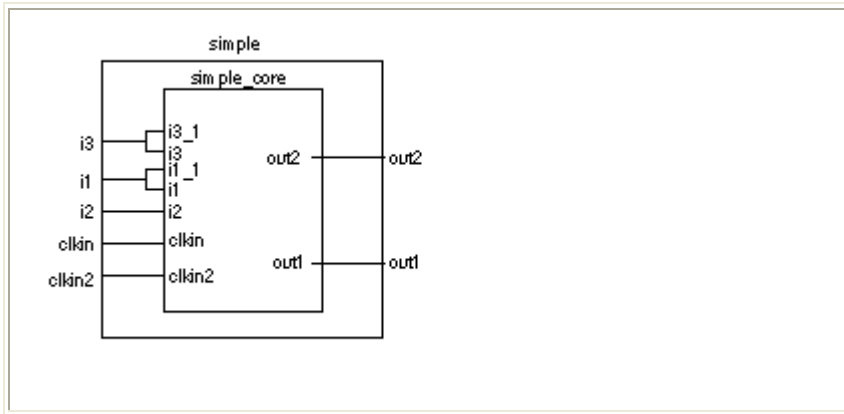 simple
simple_core
i3
i3_1
i3
i1
i1_1
i1
i2
i2
clkin
clkin
clkin2
clkin2
out2
out2
out1
out1